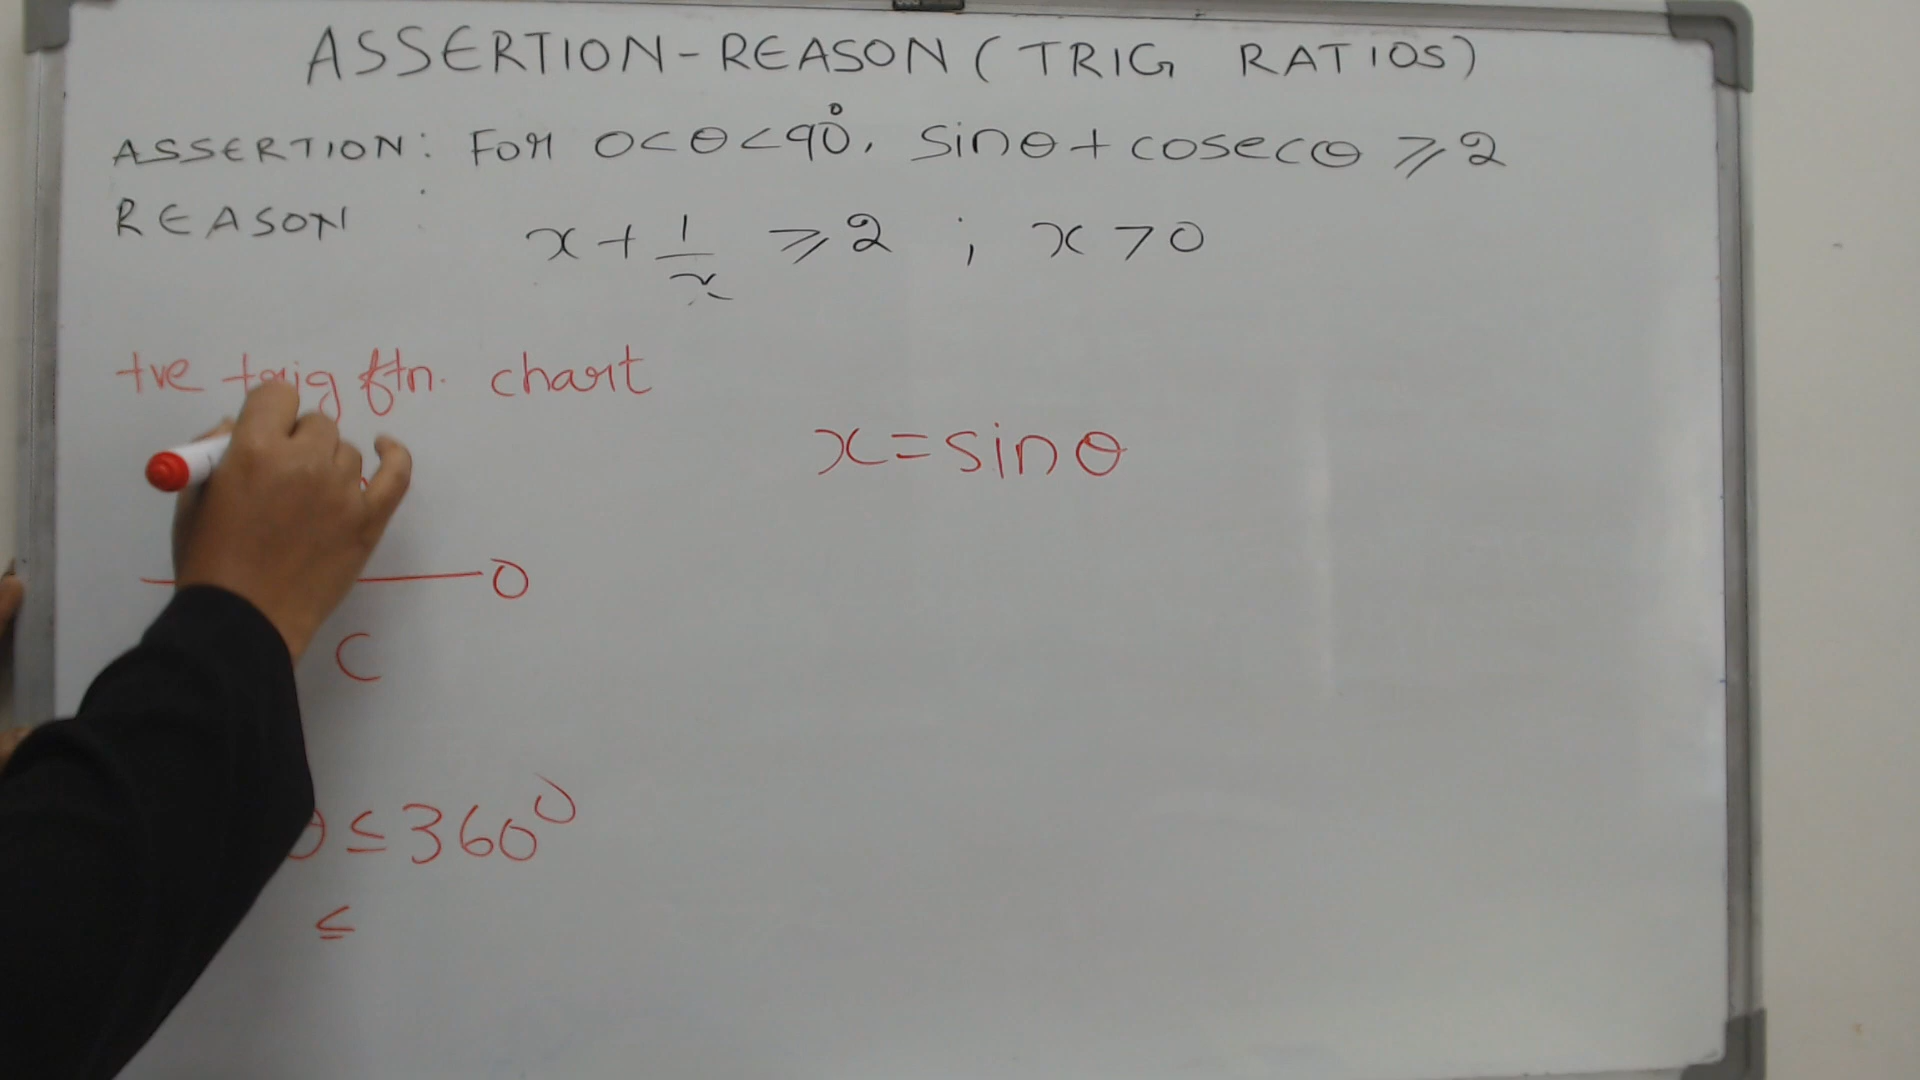 ASSERTION-REASON (TRIG RATIOS)
ASSERTION: For 0<θ<90°, sinθ + cosecθ ⩾ 2
REASON : x + 1/x ⩾ 2 ; x > 0
+ve trig ftn. chart
x = sinθ
0
C
θ ≤ 360°
≤